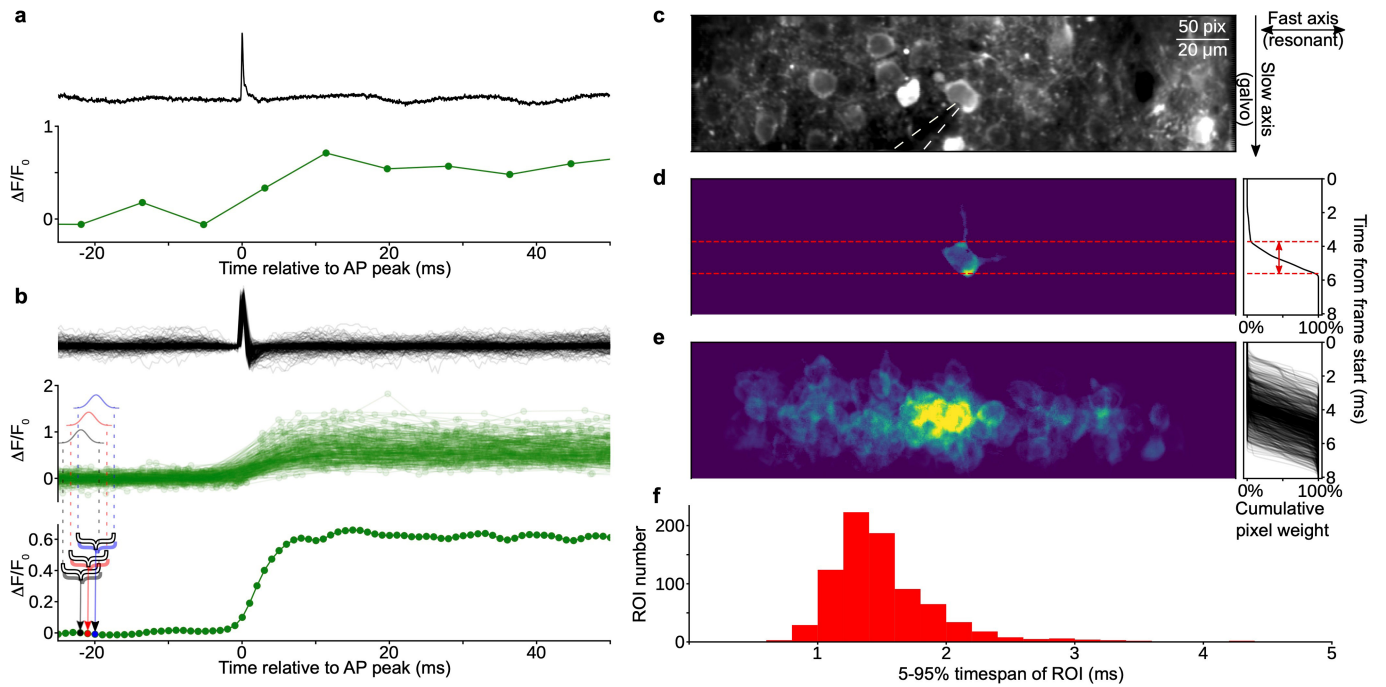 a
1
0
ΔF/F0
-20
0
20
40
Time relative to AP peak (ms)
b
2
1
0
ΔF/F0
0.6
0.4
0.2
0
ΔF/F0
-20
0
20
40
Time relative to AP peak (ms)
c
50 pix
20 µm
Fast axis
(resonant)
Slow axis
(galvo)
d
0
2
4
6
8
0%
100%
Time from frame start (ms)
e
0
2
4
6
8
0%
100%
Cumulative
pixel weight
f
200
100
0
ROI number
1
2
3
4
5
5-95% timespan of ROI (ms)